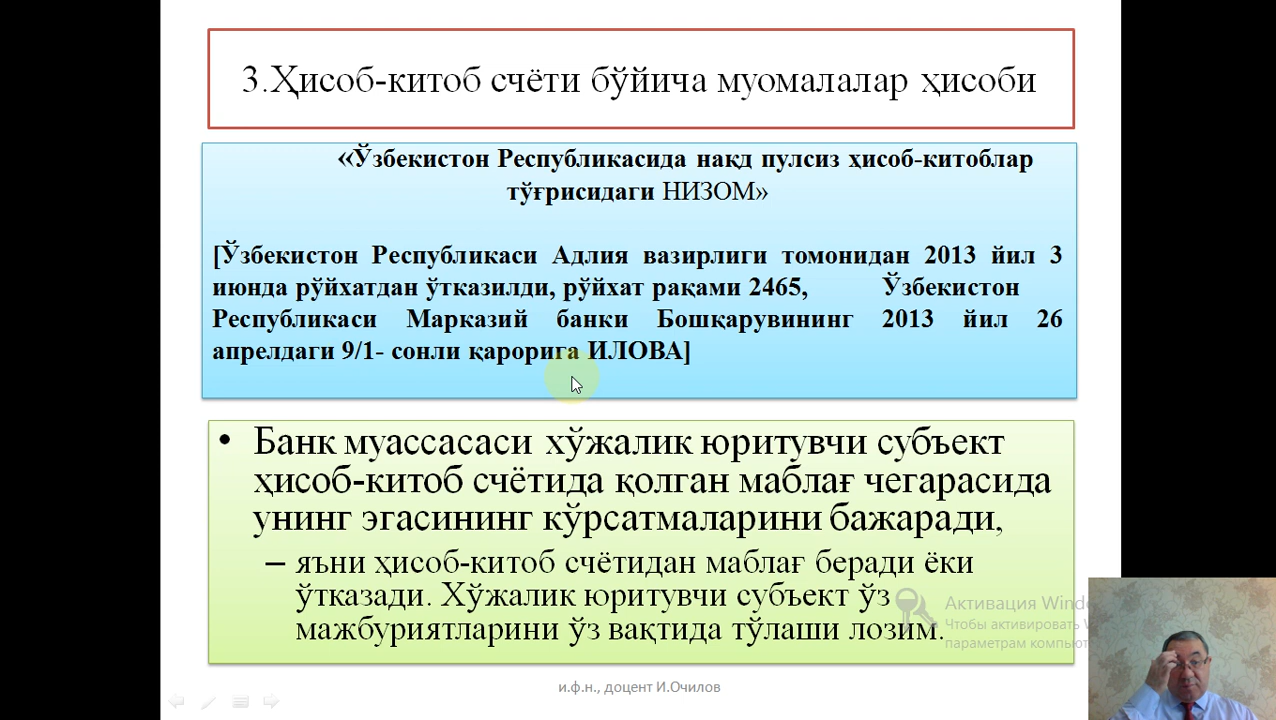 3.Ҳисоб-китоб счёти бўйича муомалалар ҳисоби
«Ўзбекистон Республикасида нақд пулсиз ҳисоб-китоблар
тўғрисидаги НИЗОМ»
[Ўзбекистон Республикаси Адлия вазирлиги томонидан 2013 йил 3
июнда рўйхатдан ўтказилди, рўйхат рақами 2465, Ўзбекистон
Республикаси Марказий банки Бошқарувининг 2013 йил 26
апрелдаги 9/1- сонли қарорига ИЛОВА]
• Банк муассасаси хўжалик юритувчи субъект
ҳисоб-китоб счётида қолган маблағ чегарасида
унинг эгасининг кўрсатмаларини бажаради,
– яъни ҳисоб-китоб счётидан маблағ беради ёки
ўтказади. Хўжалик юритувчи субъект ўз
мажбуриятларини ўз вақтида тўлаши лозим.
Активация Windo
Чтобы активировать W
параметрам компьют
и.ф.н., доцент И.Очилов